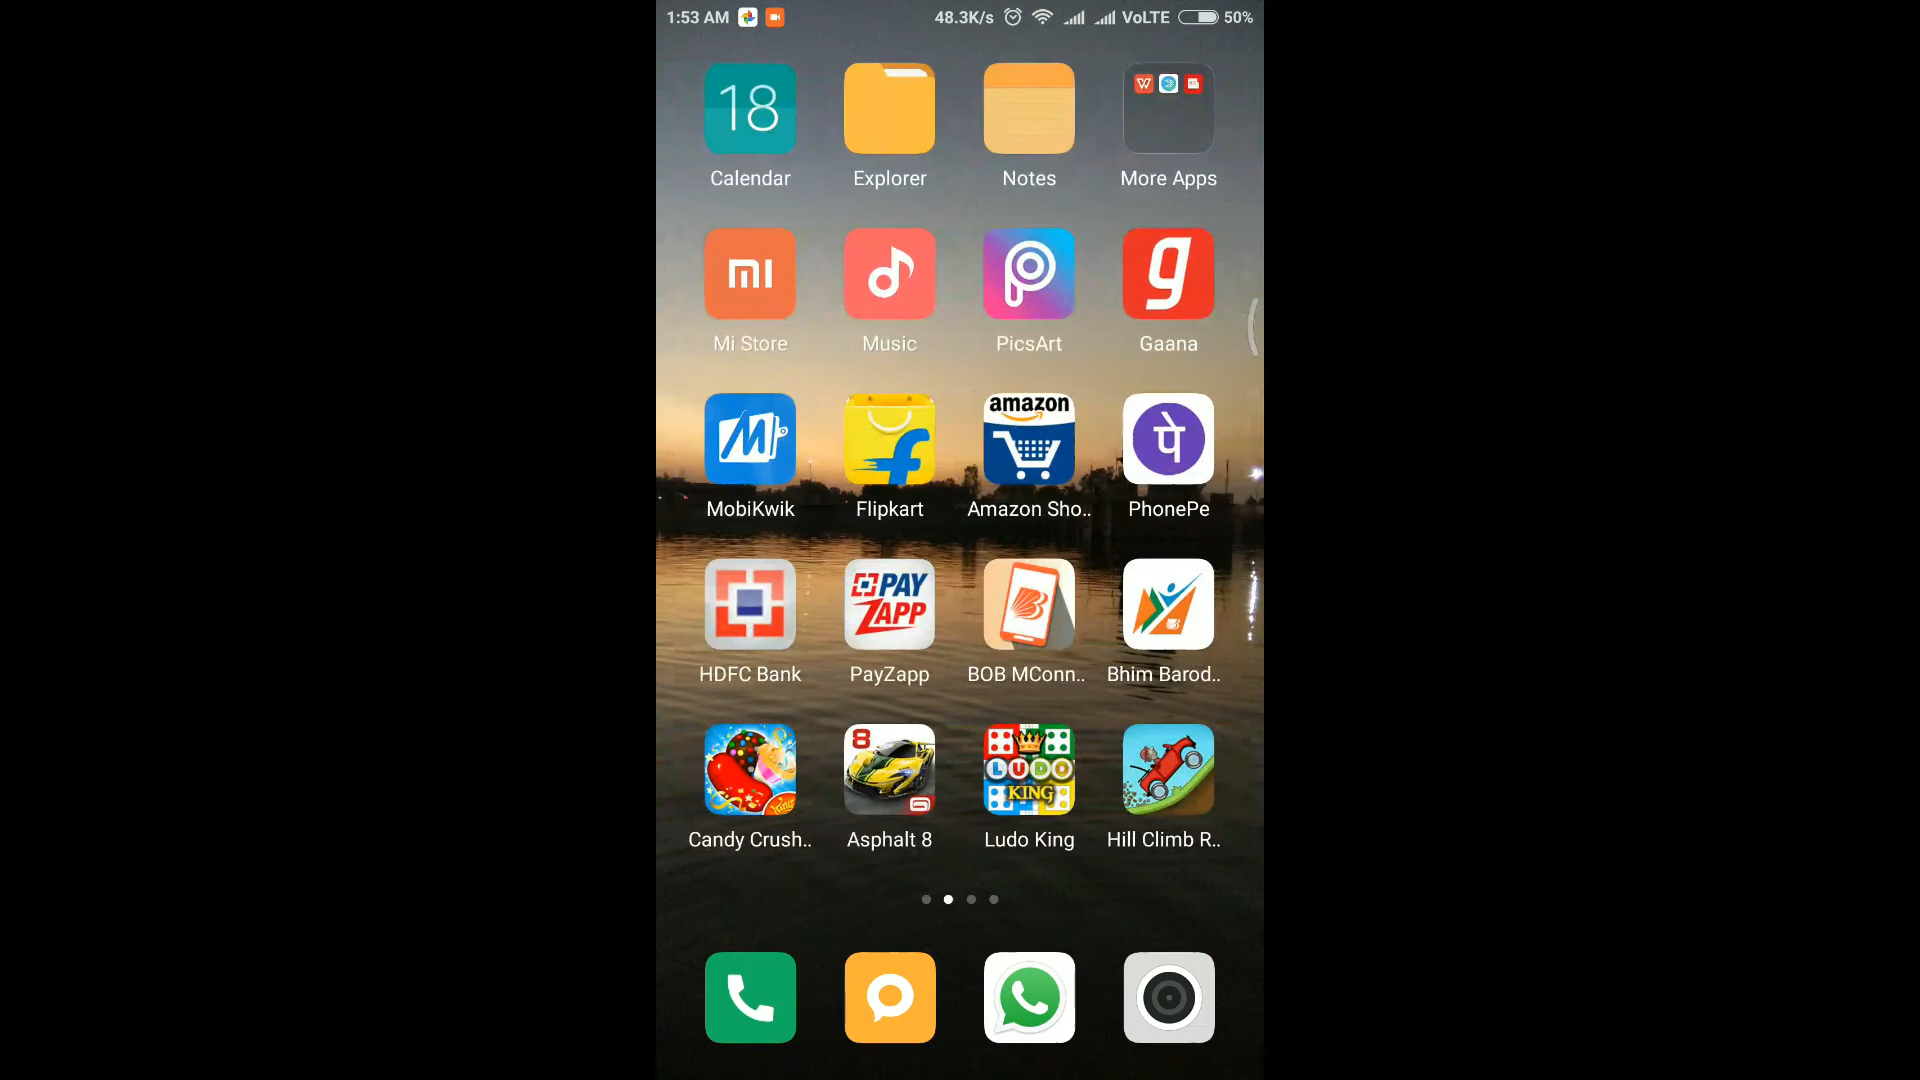 1:53 AM 48.3K/s VoLTE 50%
18
Calendar Explorer Notes More Apps
mi g
Mi Store Music PicsArt Gaana
M f amazon पे
MobiKwik Flipkart Amazon Sho.. PhonePe
PAY ZAPP
HDFC Bank PayZapp BOB MConn.. Bhim Barod..
8 LUDO KING
King
Candy Crush.. Asphalt 8 Ludo King Hill Climb R..